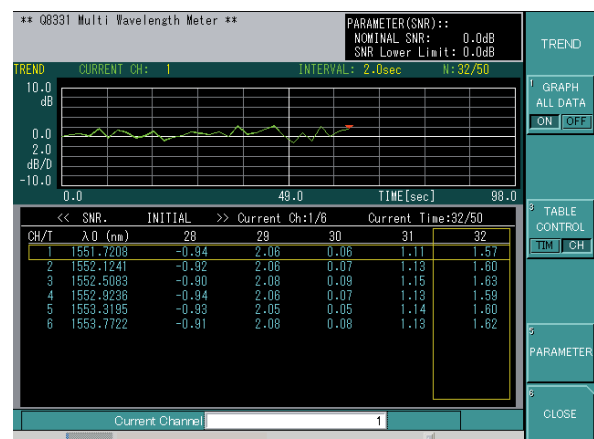 ** Q8331 Multi Wavelength Meter **
PARAMETER(SNR)::
NOMINAL SNR: 0.0dB
SNR Lower Limit: 0.0dB
TREND
TREND CURRENT CH: 1 INTERVAL: 2.0sec N:32/50
10.0
dB
0.0
2.0
dB/D
-10.0
0.0 49.0 TIME[sec] 98.0
1 GRAPH
ALL DATA
ON OFF
<< SNR. INITIAL >> Current Ch:1/6 Current Time:32/50
CH/T λ0 (nm) 28 29 30 31 32
1 1551.7208 -0.94 2.06 0.06 1.11 1.57
2 1552.1241 -0.92 2.06 0.07 1.13 1.60
3 1552.5083 -0.90 2.08 0.09 1.15 1.63
4 1552.9236 -0.94 2.06 0.07 1.13 1.59
5 1553.3195 -0.93 2.05 0.05 1.14 1.60
6 1553.7722 -0.91 2.08 0.08 1.13 1.62
TABLE
CONTROL
TIM CH
PARAMETER
CLOSE
Current Channel 1